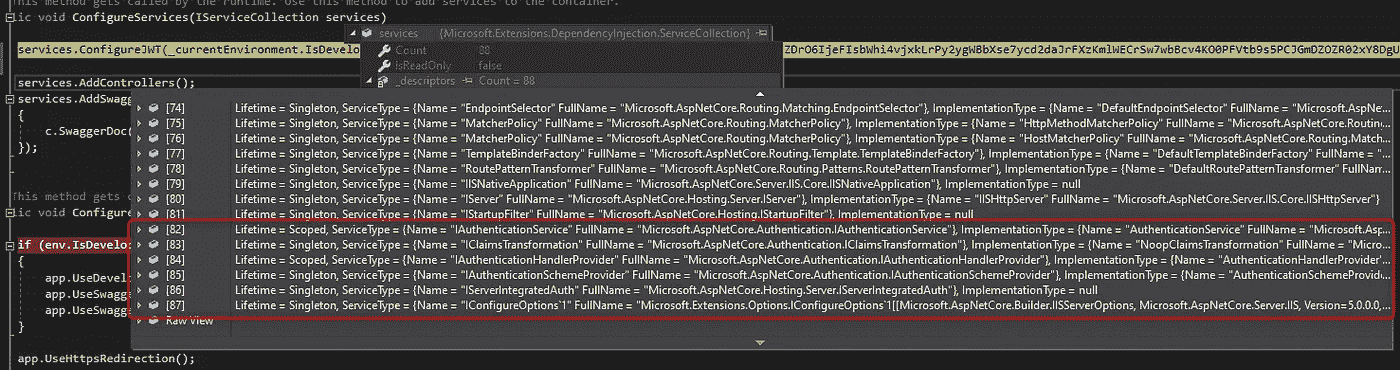 This method gets called by the runtime. Use this method to add services to the container.
lic void ConfigureServices(IServiceCollection services)
services {Microsoft.Extensions.DependencyInjection.ServiceCollection}
services.ConfigureJWT(_currentEnvironment.IsDevelo
Count 88
IsReadOnly false
services.AddControllers();
_descriptors Count = 88
services.AddSwagg
[74] Lifetime = Singleton, ServiceType = {Name = "EndpointSelector" FullName = "Microsoft.AspNetCore.Routing.Matching.EndpointSelector"}, ImplementationType = {Name = "DefaultEndpointSelector" FullName = "Microsoft.AspNe...
{
[75] Lifetime = Singleton, ServiceType = {Name = "MatcherPolicy" FullName = "Microsoft.AspNetCore.Routing.MatcherPolicy"}, ImplementationType = {Name = "HttpMethodMatcherPolicy" FullName = "Microsoft.AspNetCore.Routin...
c.SwaggerDoc(
[76] Lifetime = Singleton, ServiceType = {Name = "MatcherPolicy" FullName = "Microsoft.AspNetCore.Routing.MatcherPolicy"}, ImplementationType = {Name = "HostMatcherPolicy" FullName = "Microsoft.AspNetCore.Routing.Match...
});
[77] Lifetime = Singleton, ServiceType = {Name = "TemplateBinderFactory" FullName = "Microsoft.AspNetCore.Routing.Template.TemplateBinderFactory"}, ImplementationType = {Name = "DefaultTemplateBinderFactory" FullName = "...
[78] Lifetime = Singleton, ServiceType = {Name = "RoutePatternTransformer" FullName = "Microsoft.AspNetCore.Routing.Patterns.RoutePatternTransformer"}, ImplementationType = {Name = "DefaultRoutePatternTransformer" FullNam...
[79] Lifetime = Singleton, ServiceType = {Name = "IISNativeApplication" FullName = "Microsoft.AspNetCore.Server.IIS.Core.IISNativeApplication"}, ImplementationType = null
This method gets
[80] Lifetime = Singleton, ServiceType = {Name = "IServer" FullName = "Microsoft.AspNetCore.Hosting.Server.IServer"}, ImplementationType = {Name = "IISHttpServer" FullName = "Microsoft.AspNetCore.Server.IIS.Core.IISHttpServer"}
lic void Configure
[81] Lifetime = Singleton, ServiceType = {Name = "IStartupFilter" FullName = "Microsoft.AspNetCore.Hosting.IStartupFilter"}, ImplementationType = null
[82] Lifetime = Scoped, ServiceType = {Name = "IAuthenticationService" FullName = "Microsoft.AspNetCore.Authentication.IAuthenticationService"}, ImplementationType = {Name = "AuthenticationService" FullName = "Microsoft.Asp...
if (env.IsDevelo
[83] Lifetime = Singleton, ServiceType = {Name = "IClaimsTransformation" FullName = "Microsoft.AspNetCore.Authentication.IClaimsTransformation"}, ImplementationType = {Name = "NoopClaimsTransformation" FullName = "Micro...
{
[84] Lifetime = Scoped, ServiceType = {Name = "IAuthenticationHandlerProvider" FullName = "Microsoft.AspNetCore.Authentication.IAuthenticationHandlerProvider"}, ImplementationType = {Name = "AuthenticationHandlerProvider"...
app.UseDevel
[85] Lifetime = Singleton, ServiceType = {Name = "IAuthenticationSchemeProvider" FullName = "Microsoft.AspNetCore.Authentication.IAuthenticationSchemeProvider"}, ImplementationType = {Name = "AuthenticationSchemeProvid...
app.UseSwagg
[86] Lifetime = Singleton, ServiceType = {Name = "IServerIntegratedAuth" FullName = "Microsoft.AspNetCore.Hosting.Server.IServerIntegratedAuth"}, ImplementationType = null
app.UseSwagg
[87] Lifetime = Singleton, ServiceType = {Name = "IConfigureOptions`1" FullName = "Microsoft.Extensions.Options.IConfigureOptions`1[[Microsoft.AspNetCore.Builder.IISServerOptions, Microsoft.AspNetCore.Server.IIS, Version=5.0.0.0,...
}
Raw View
app.UseHttpsRedirection();